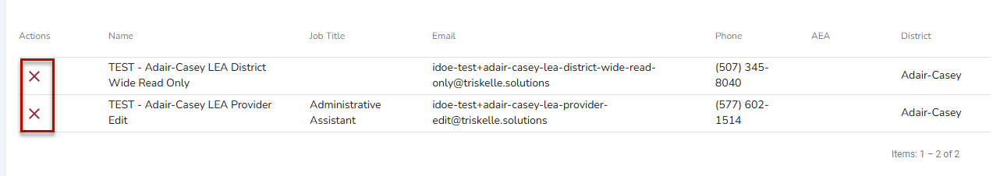 Actions Name Job Title Email Phone AEA District
TEST - Adair-Casey LEA District idoe-test+adair-casey-lea-district-wide-read- (507) 345-
Wide Read Only only@triskelle.solutions 8040 Adair-Casey
TEST - Adair-Casey LEA Provider Administrative idoe-test+adair-casey-lea-provider- (577) 602-
Edit Assistant edit@triskelle.solutions 1514 Adair-Casey
Items: 1 – 2 of 2